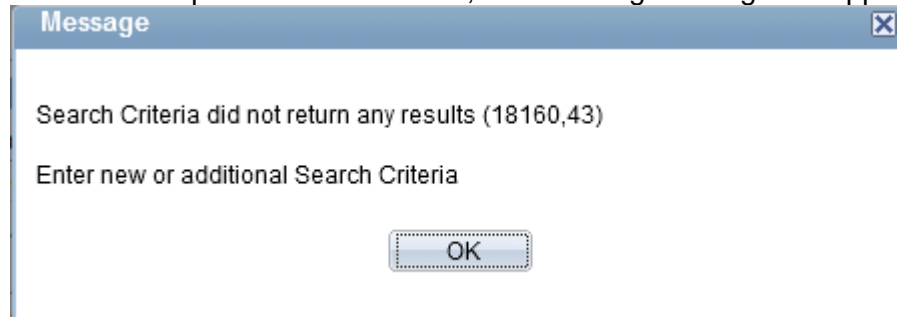 Message
Search Criteria did not return any results (18160,43)
Enter new or additional Search Criteria
OK